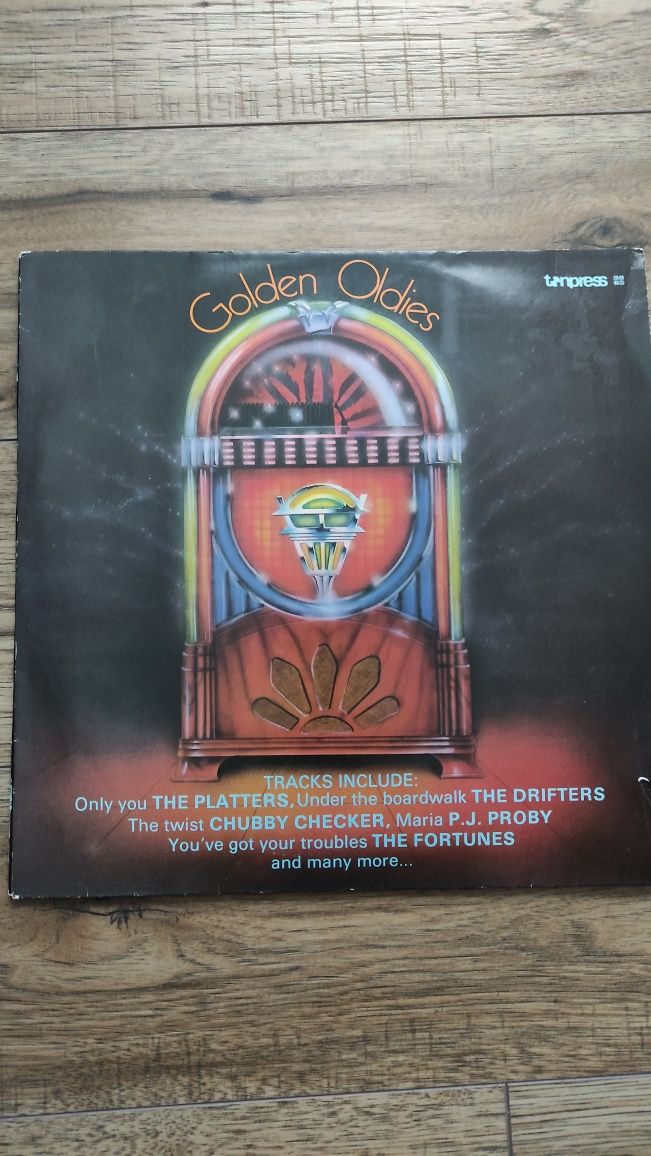 Golden Oldies
tonpress
TRACKS INCLUDE:
Only you THE PLATTERS, Under the boardwalk THE DRIFTERS
The twist CHUBBY CHECKER, Maria P.J. PROBY
You've got your troubles THE FORTUNES
and many more...